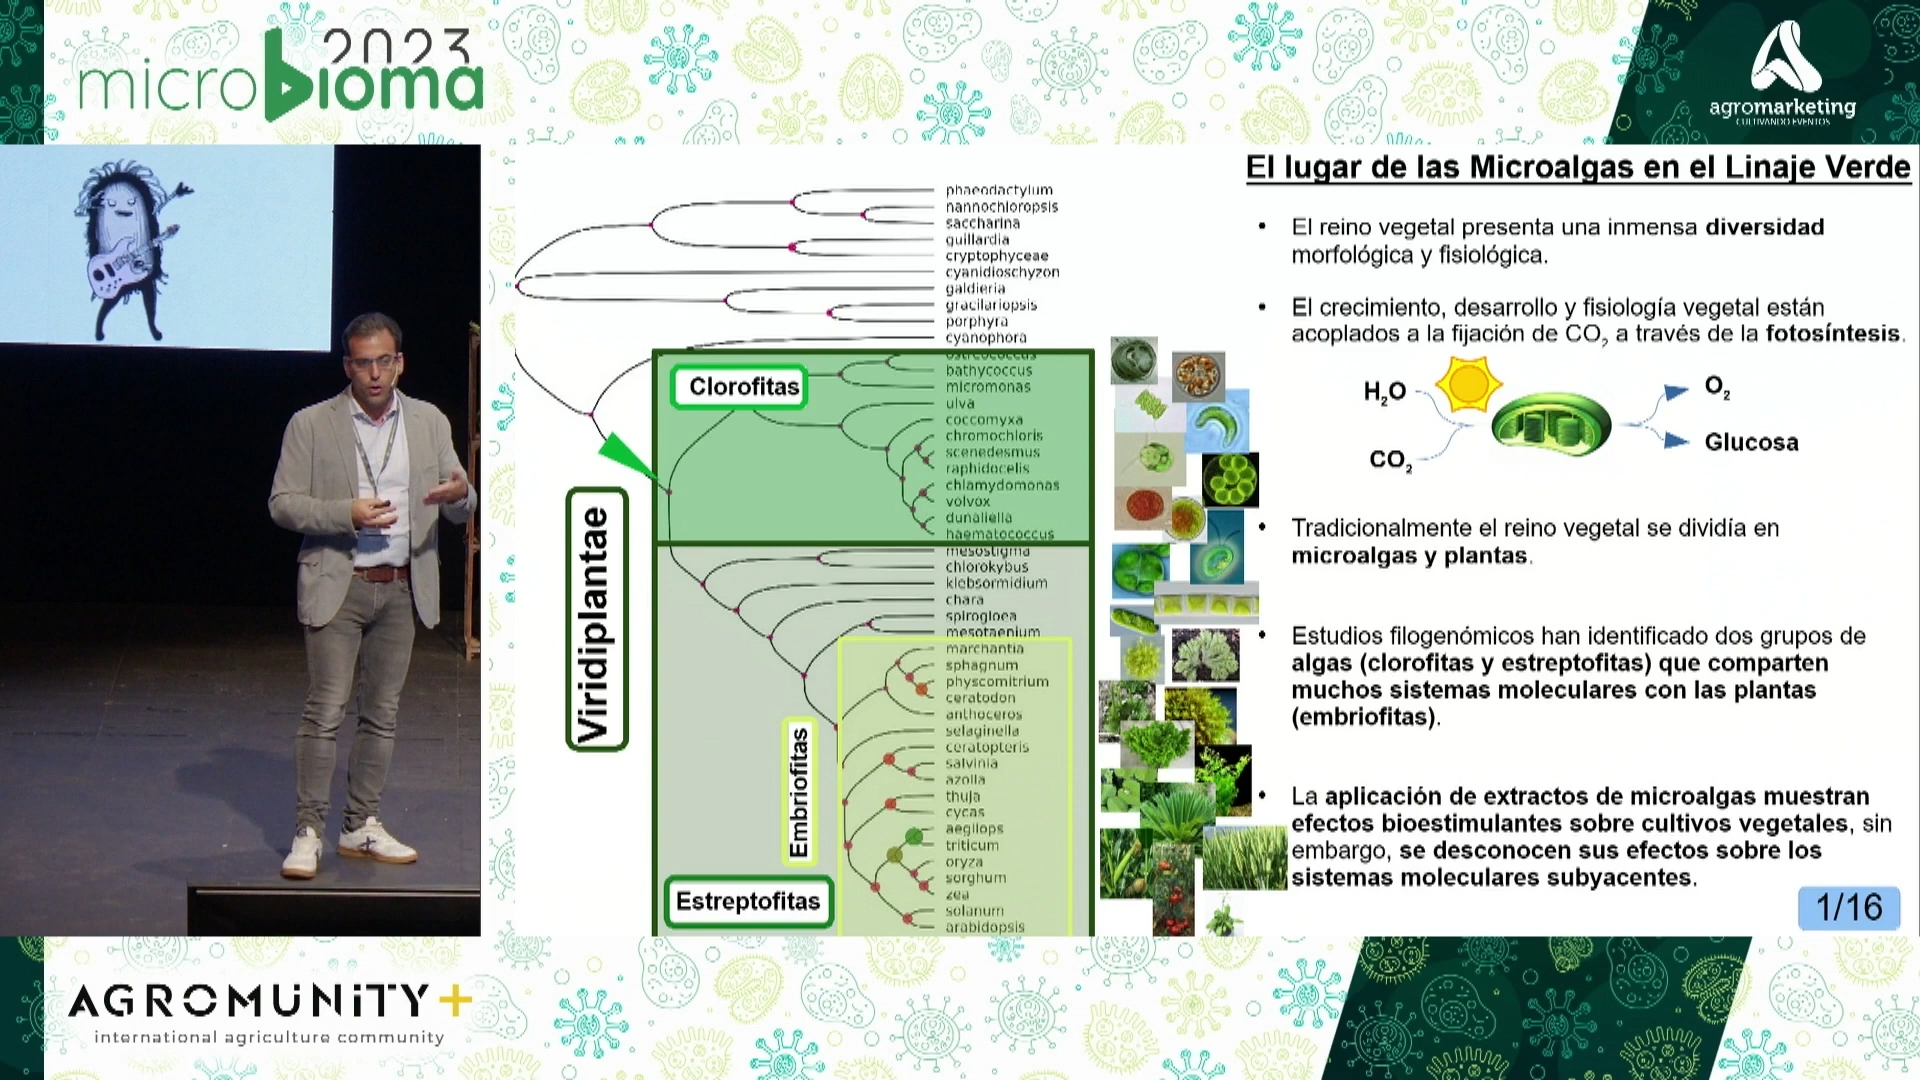 2023
microbioma
agromarketing
CULTIVANDO EVENTOS
El lugar de las Microalgas en el Linaje Verde
phaeodactylum
nannochloropsis
saccharina
guillardia
cryptophyceae
cyanidioschyzon
galdieria
gracilariopsis
porphyra
cyanophora
ostreococcus
bathycoccus
micromonas
ulva
coccomyxa
chromochloris
scenedesmus
raphidocelis
chlamydomonas
volvox
dunaliella
haematococcus
mesostigma
chlorokybus
klebsormidium
chara
spirogloea
mesotaenium
marchantia
sphagnum
physcomitrium
ceratodon
anthoceros
selaginella
ceratopteris
salvinia
azolla
thuja
cycas
aegilops
triticum
oryza
sorghum
zea
solanum
arabidopsis
Clorofitas
Viridiplantae
Embriofitas
Estreptofitas
• El reino vegetal presenta una inmensa diversidad
morfológica y fisiológica.
• El crecimiento, desarrollo y fisiología vegetal están
acoplados a la fijación de CO₂ a través de la fotosíntesis.
H₂O
O₂
CO₂
Glucosa
• Tradicionalmente el reino vegetal se dividía en
microalgas y plantas.
• Estudios filogenómicos han identificado dos grupos de
algas (clorofitas y estreptofitas) que comparten
muchos sistemas moleculares con las plantas
(embriofitas).
• La aplicación de extractos de microalgas muestran
efectos bioestimulantes sobre cultivos vegetales, sin
embargo, se desconocen sus efectos sobre los
sistemas moleculares subyacentes.
1/16
AGROMUNITY+
international agriculture community